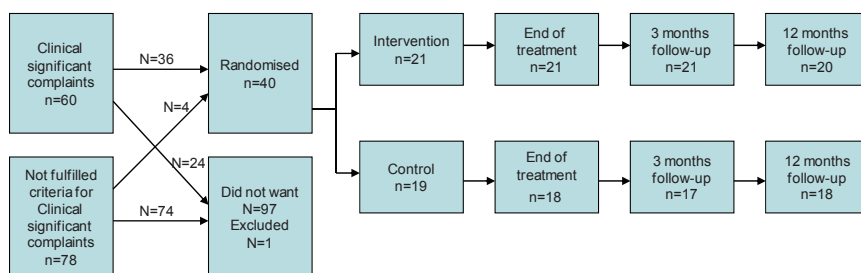 Clinical
significant
complaints
n=60
N=36
N=4
N=24
N=74
Not fulfilled
criteria for
Clinical
significant
complaints
n=78
Randomised
n=40
Did not want
N=97
Excluded
N=1
Intervention
n=21
End of
treatment
n=21
3 months
follow-up
n=21
12 months
follow-up
n=20
Control
n=19
End of
treatment
n=18
3 months
follow-up
n=17
12 months
follow-up
n=18